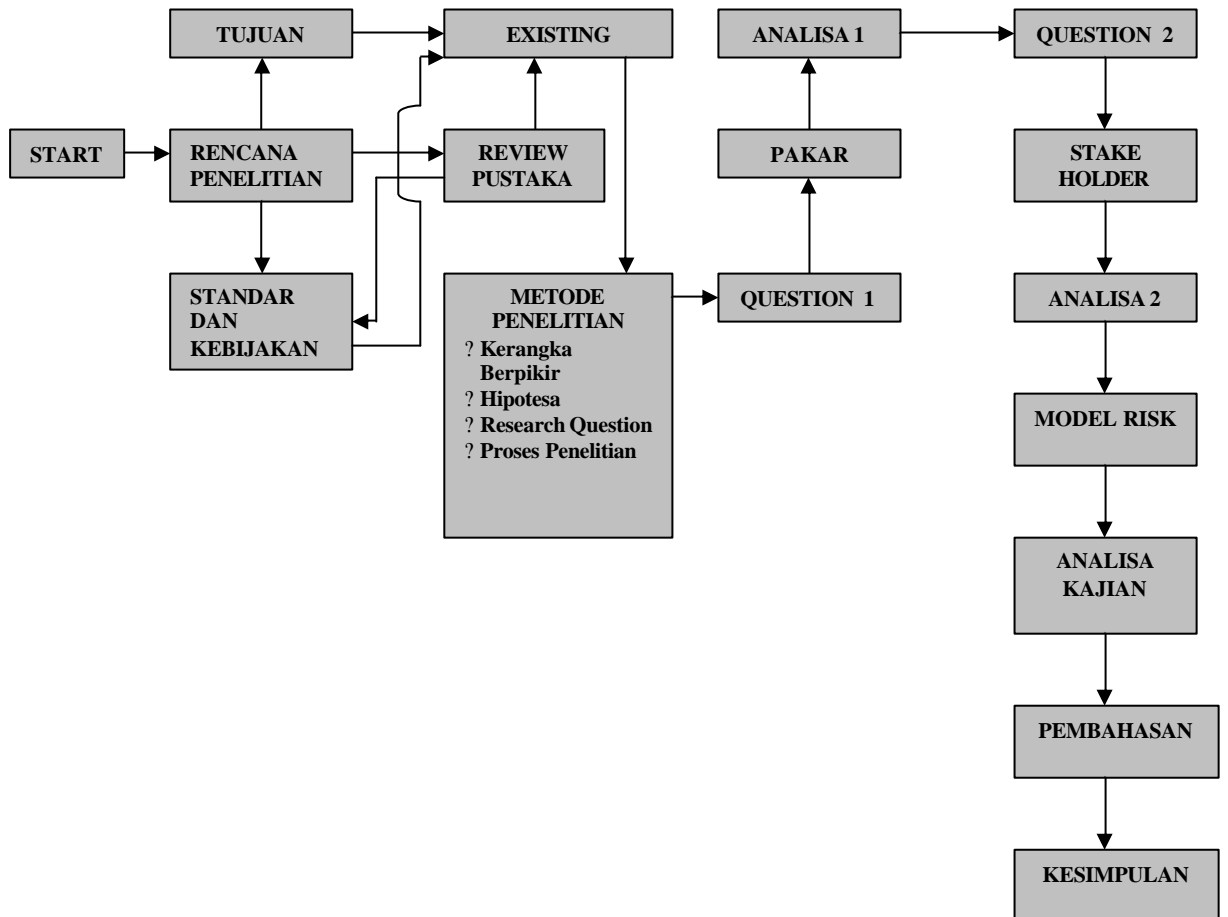 TUJUAN
EXISTING
ANALISA 1
QUESTION 2
START
RENCANA
PENELITIAN
REVIEW
PUSTAKA
PAKAR
STAKE
HOLDER
STANDAR
DAN
KEBIJAKAN
METODE
PENELITIAN
? Kerangka
Berpikir
? Hipotesa
? Research Question
? Proses Penelitian
QUESTION 1
ANALISA 2
MODEL RISK
ANALISA
KAJIAN
PEMBAHASAN
KESIMPULAN